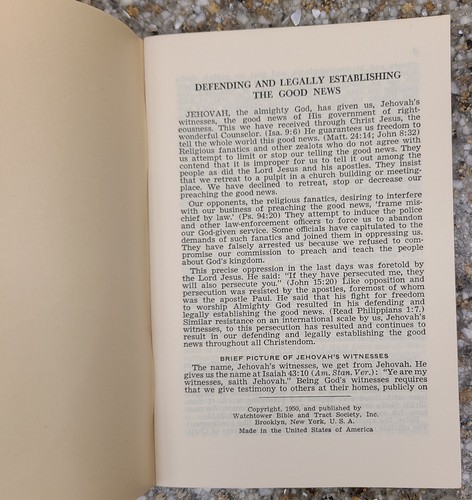 DEFENDING AND LEGALLY ESTABLISHING
THE GOOD NEWS
JEHOVAH, the almighty God, has given us, Jehovah's
witnesses, the good news of His government of right-
eousness. This we have received through Christ Jesus, the
wonderful Counselor. (Isa. 9:6) He guarantees us freedom to
tell the whole world this good news. (Matt. 24:14; John 8:32)
Religious fanatics and other zealots who do not agree with
us attempt to limit or stop our telling the good news. They
contend that it is improper for us to tell it out among the
people as did the Lord Jesus and his apostles. They insist
that we retreat to a pulpit in a church building or meeting-
place. We have declined to retreat, stop or decrease our
preaching the good news.
Our opponents, the religious fanatics, desiring to interfere
with our business of preaching the good news, 'frame mis-
chief by law.' (Ps. 94:20) They attempt to induce the police
and other law-enforcement officers to force us to abandon
our God-given service. Some officials have capitulated to the
demands of such fanatics and joined them in oppressing us.
They have falsely arrested us because we refused to com-
promise our commission to preach and teach the people
about God's kingdom.
This precise oppression in the last days was foretold by
the Lord Jesus. He said: "If they have persecuted me, they
will also persecute you." (John 15:20) Like opposition and
persecution was resisted by the apostles, foremost of whom
was the apostle Paul. He said that his fight for freedom
to worship Almighty God resulted in his defending and
legally establishing the good news. (Read Philippians 1:7.)
Similar resistance on an international scale by us, Jehovah's
witnesses, to this persecution has resulted and continues to
result in our defending and legally establishing the good
news throughout all Christendom.
BRIEF PICTURE OF JEHOVAH'S WITNESSES
The name, Jehovah's witnesses, we get from Jehovah. He
gives us the name at Isaiah 43:10 (Am. Stan. Ver.): "Ye are my
witnesses, saith Jehovah." Being God's witnesses requires
that we give testimony to others at their homes, publicly on
Copyright, 1950, and published by
Watchtower Bible and Tract Society, Inc.
Brooklyn, New York, U. S. A.
Made in the United States of America